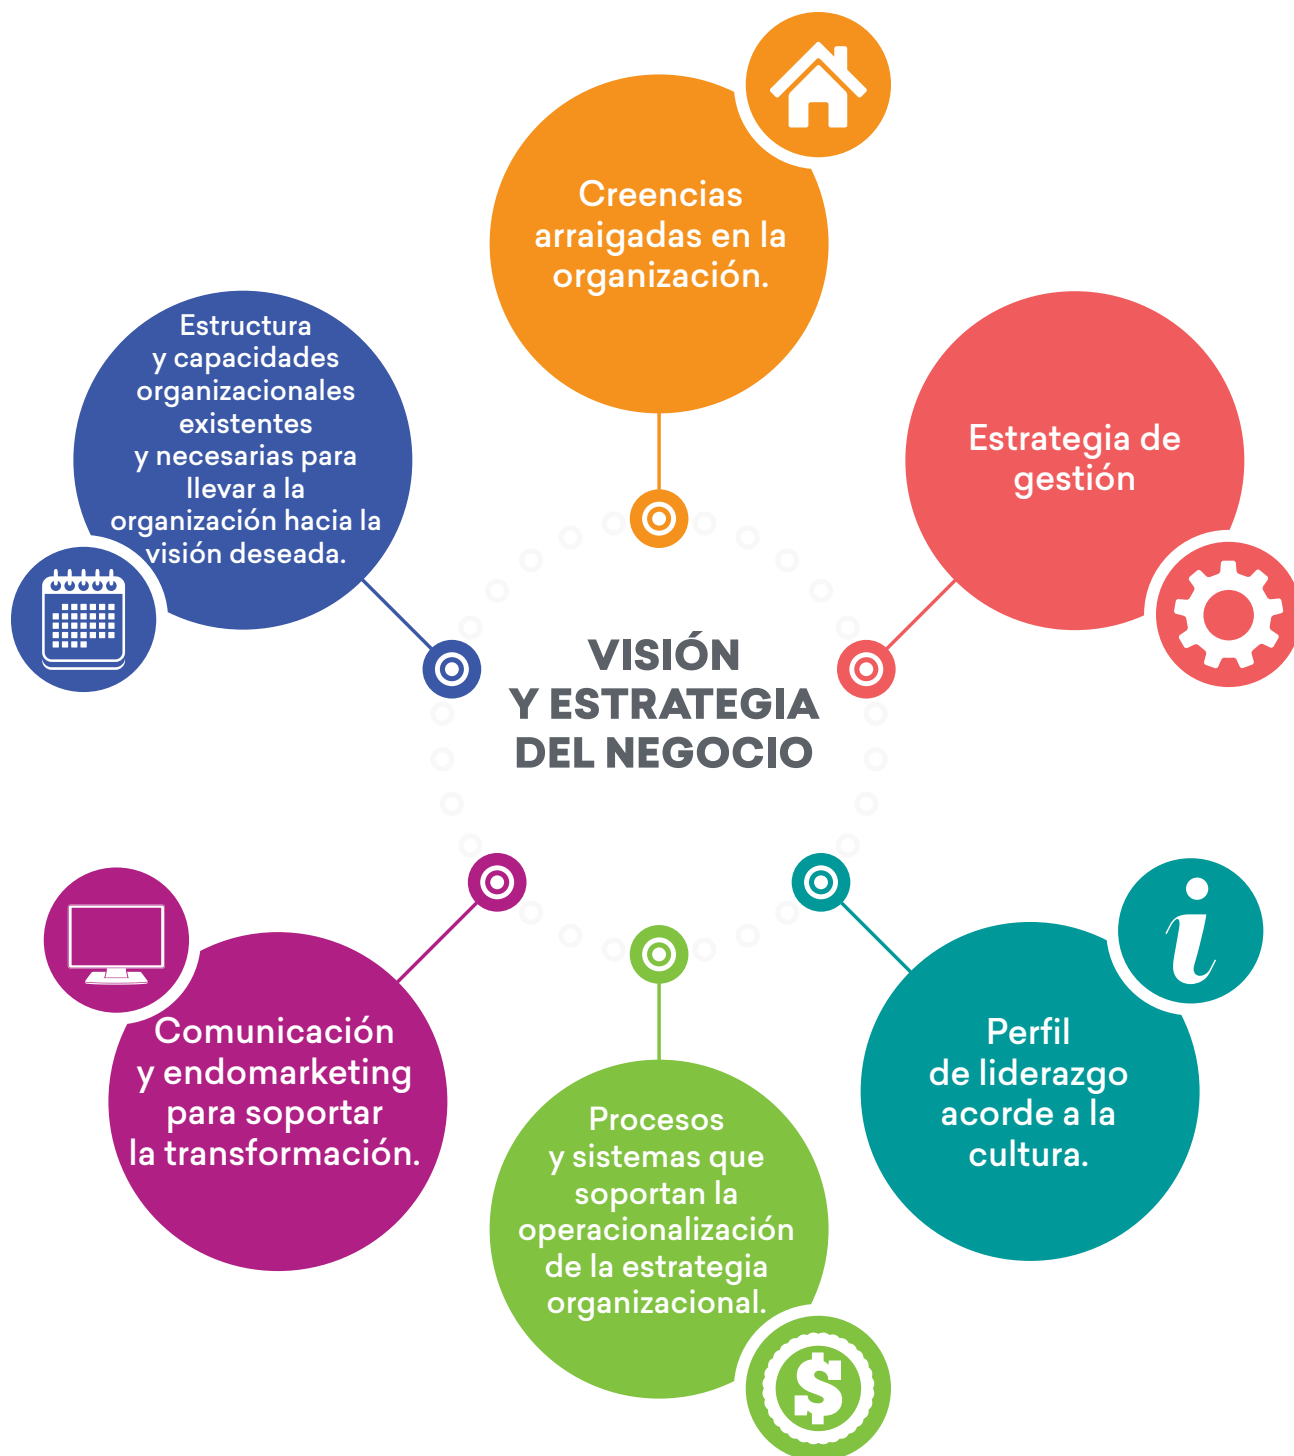 Creencias
arraigadas en la
organización.
Estructura
y capacidades
organizacionales
existentes
y necesarias para
llevar a la
organización hacia la
visión deseada.
Estrategia de
gestión
VISIÓN
Y ESTRATEGIA
DEL NEGOCIO
Comunicación
y endomarketing
para soportar
la transformación.
Procesos
y sistemas que
soportan la
operacionalización
de la estrategia
organizacional.
Perfil
de liderazgo
acorde a la
cultura.
i
$